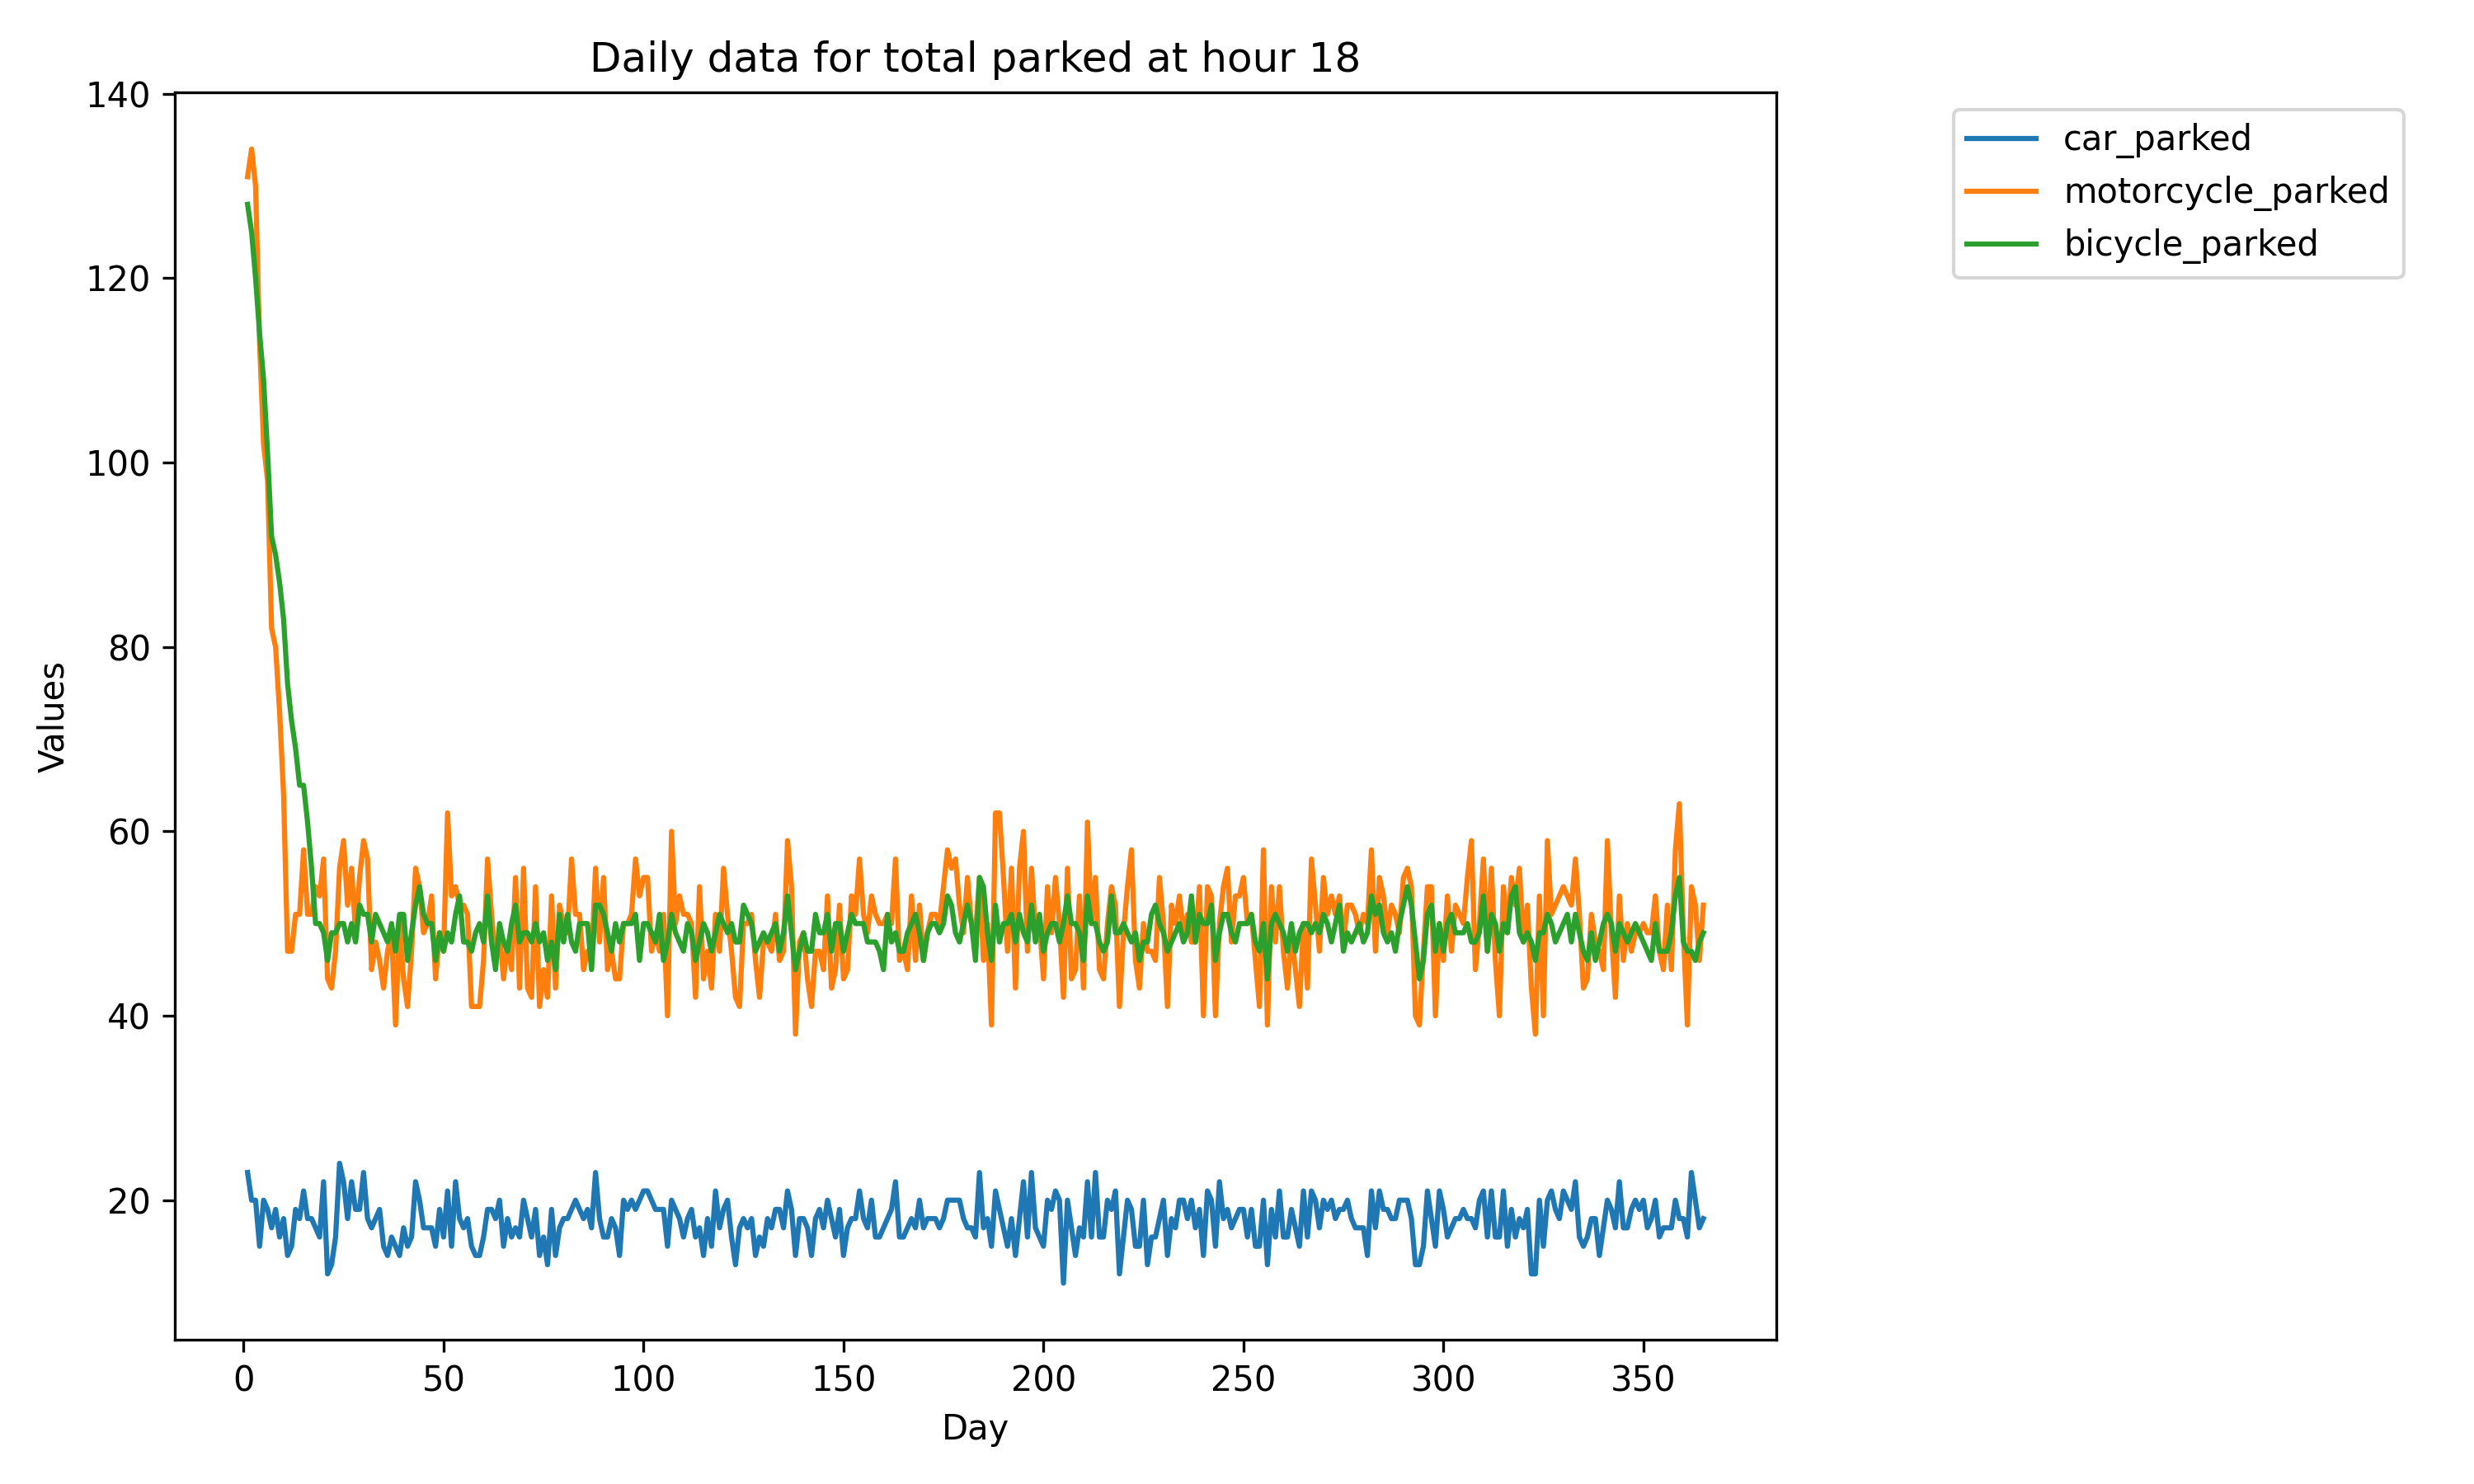 Daily data for total parked at hour 18
car_parked
motorcycle_parked
bicycle_parked
140
120
100
80
60
40
20
Values
0 50 100 150 200 250 300 350
Day